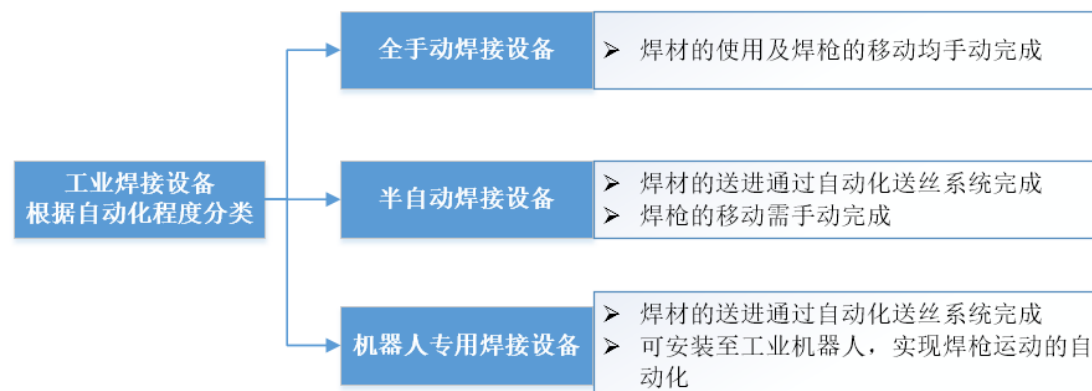 全手动焊接设备
➢ 焊材的使用及焊枪的移动均手动完成
工业焊接设备
根据自动化程度分类
半自动焊接设备
➢ 焊材的送进通过自动化送丝系统完成
➢ 焊枪的移动需手动完成
机器人专用焊接设备
➢ 焊材的送进通过自动化送丝系统完成
➢ 可安装至工业机器人，实现焊枪运动的自
动化